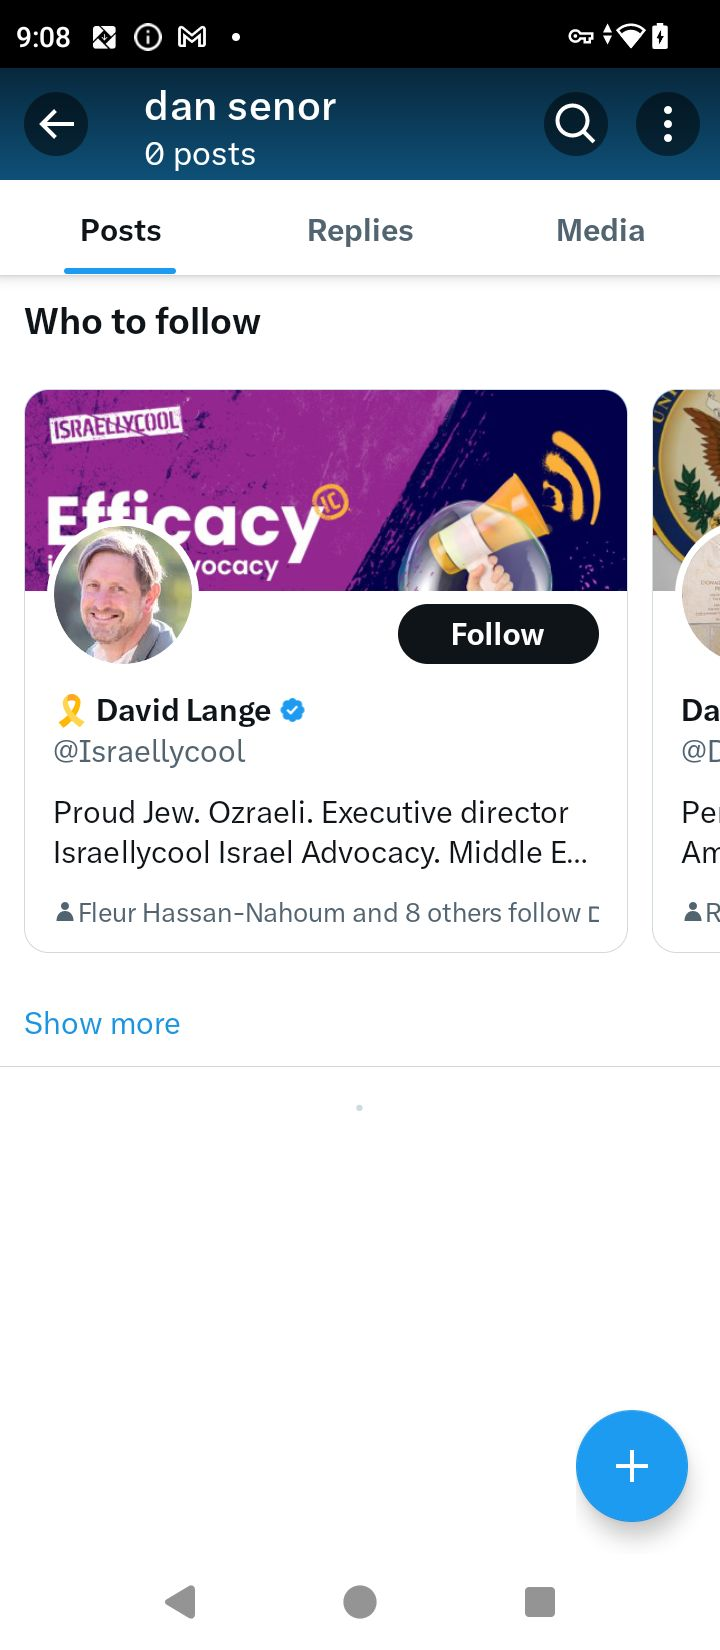 9:08
dan senor
0 posts
Posts
Replies
Media
Who to follow
ISRAELLYCOOL
Efficacy
IC
vocacy
Follow
David Lange
@Israellycool
Proud Jew. Ozraeli. Executive director
Israellycool Israel Advocacy. Middle E...
Fleur Hassan-Nahoum and 8 others follow
Da
@D
Pe
Am
R
Show more